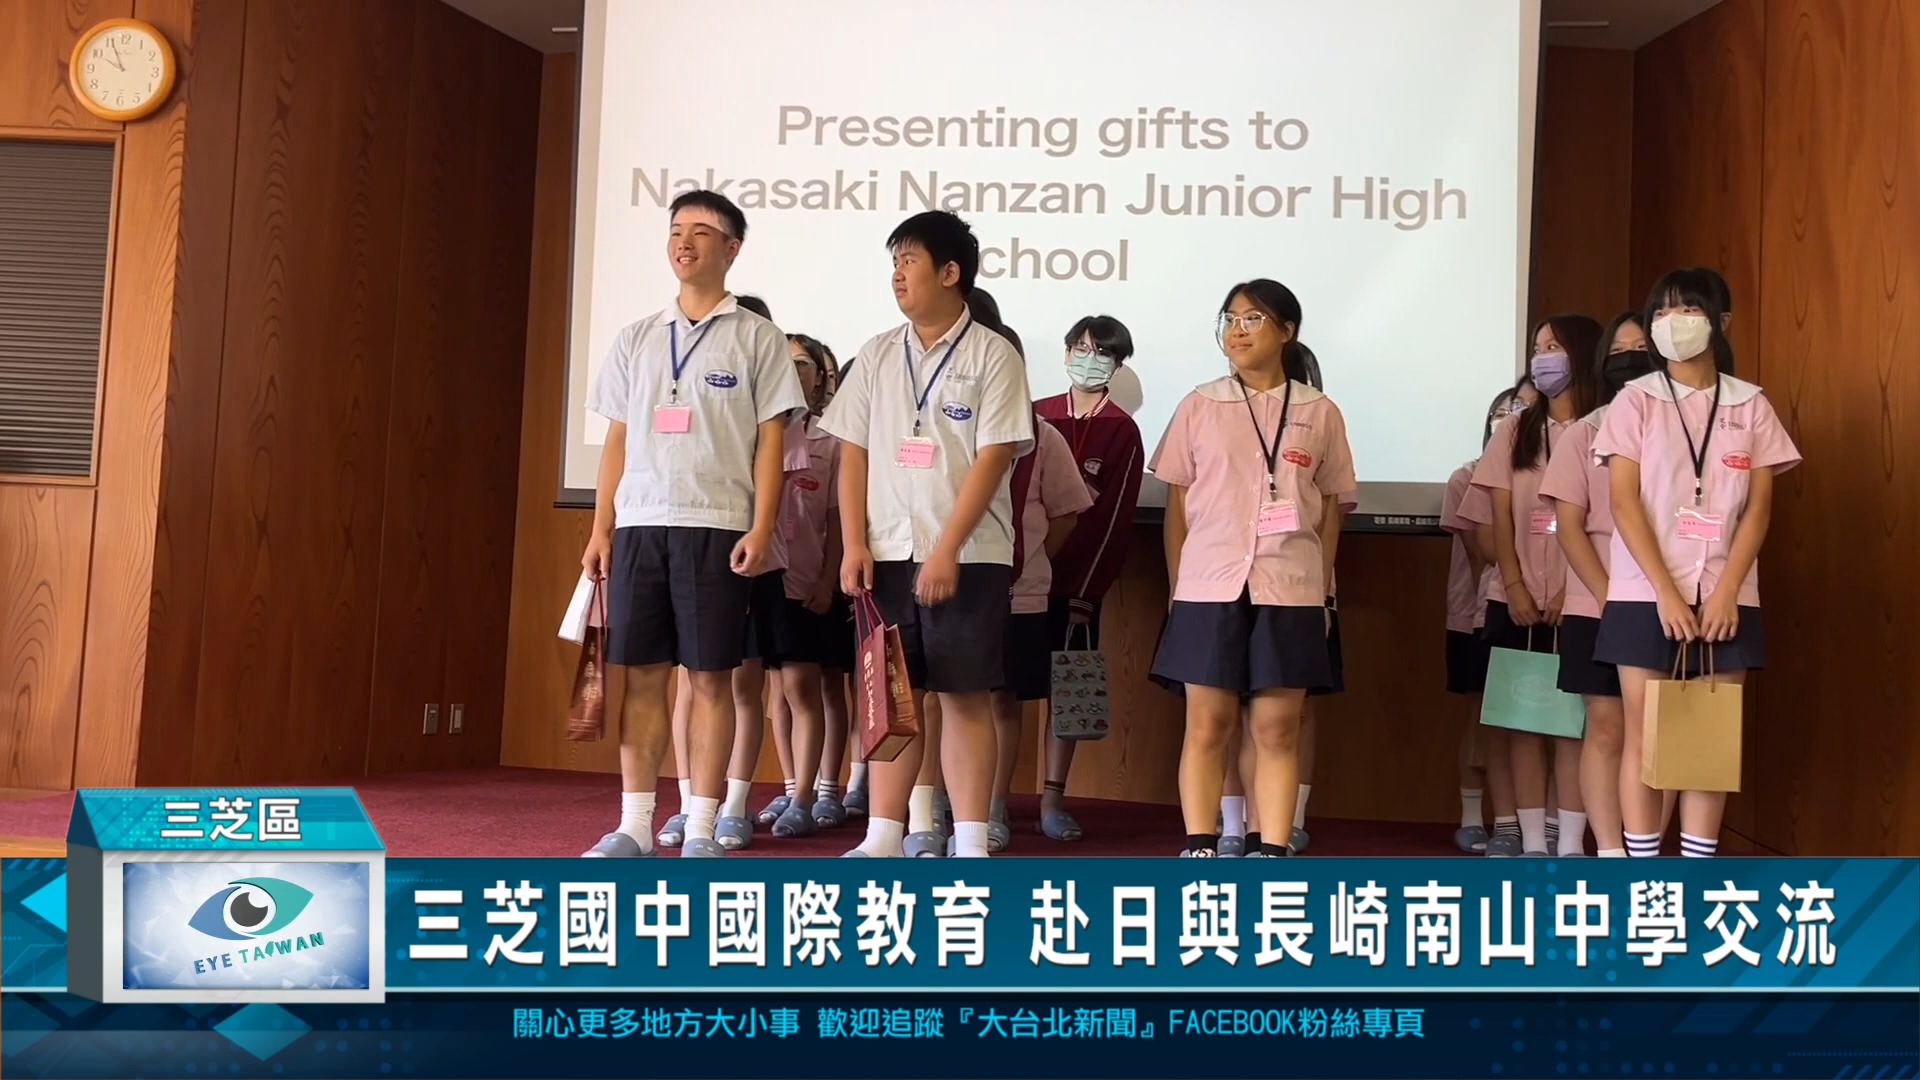 Presenting gifts to
Nakasaki Nanzan Junior High
chool
三芝區
EYE TAIWAN
三芝國中國際教育 赴日與長崎南山中學交流
關心更多地方大小事 歡迎追蹤『大台北新聞』FACEBOOK粉絲專頁